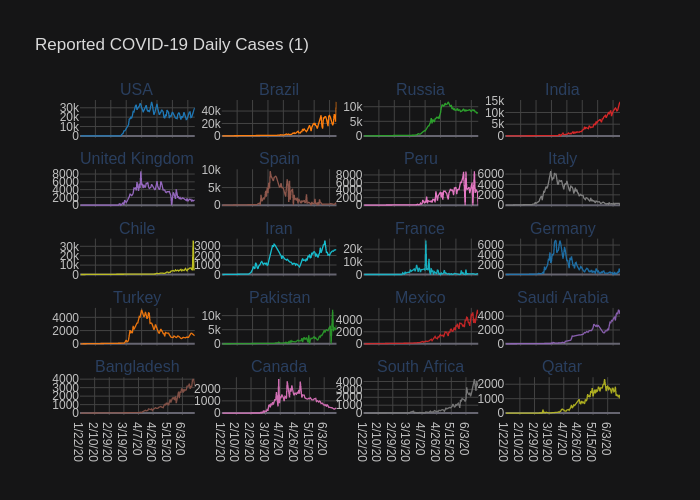 Reported COVID-19 Daily Cases (1)
USA
Brazil
Russia
India
30k
20k
10k
0
40k
20k
0
10k
5k
0
15k
10k
5k
0
United Kingdom
Spain
Peru
Italy
8000
6000
4000
2000
0
10k
5k
0
8000
6000
4000
2000
0
6000
4000
2000
0
Chile
Iran
France
Germany
30k
20k
10k
0
3000
2000
1000
0
20k
10k
0
6000
4000
2000
0
Turkey
Pakistan
Mexico
Saudi Arabia
4000
2000
0
10k
5k
0
4000
2000
0
4000
2000
0
Bangladesh
Canada
South Africa
Qatar
4000
3000
2000
1000
0
2000
1000
0
4000
3000
2000
1000
0
2000
1000
0
1/22/20
2/10/20
2/29/20
3/19/20
4/7/20
4/26/20
5/15/20
6/3/20
1/22/20
2/10/20
2/29/20
3/19/20
4/7/20
4/26/20
5/15/20
6/3/20
1/22/20
2/10/20
2/29/20
3/19/20
4/7/20
4/26/20
5/15/20
6/3/20
1/22/20
2/10/20
2/29/20
3/19/20
4/7/20
4/26/20
5/15/20
6/3/20